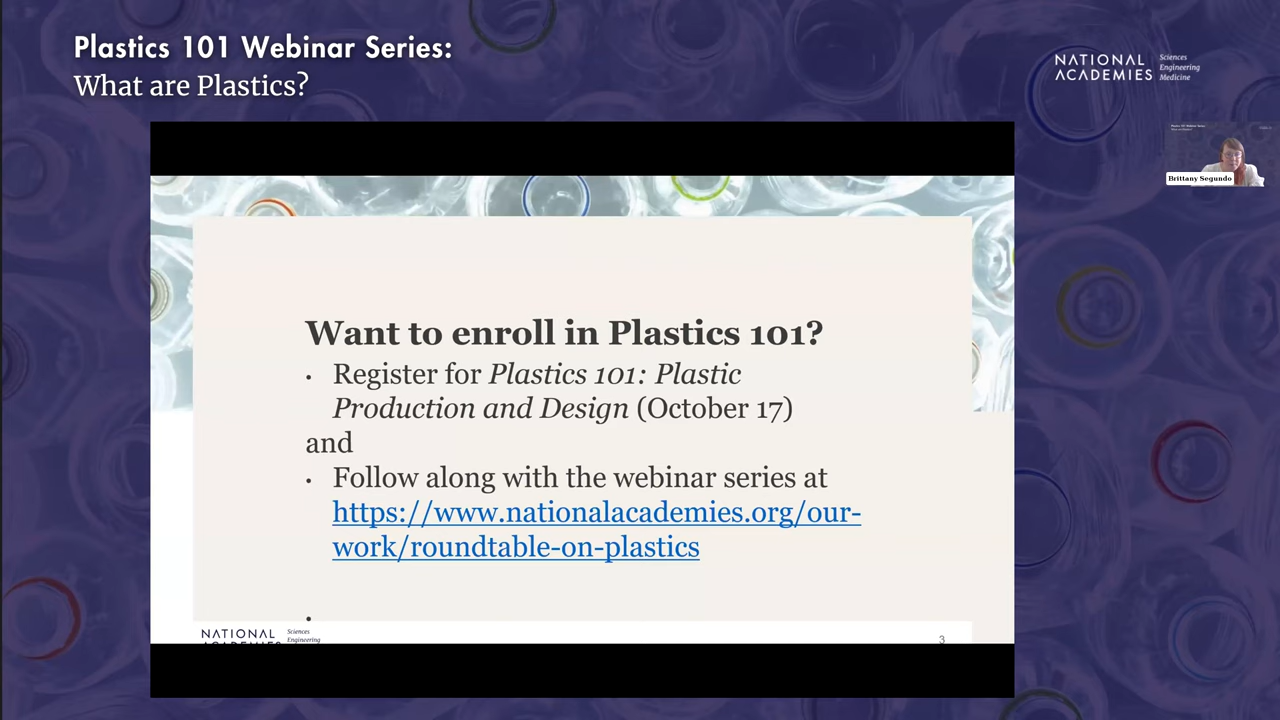 Plastics 101 Webinar Series:
What are Plastics?
NATIONAL
ACADEMIES
Sciences
Engineering
Medicine
Brittany Segundo
Want to enroll in Plastics 101?
• Register for Plastics 101: Plastic
Production and Design (October 17)
and
• Follow along with the webinar series at
https://www.nationalacademies.org/our-
work/roundtable-on-plastics
•
NATIONAL
ACADEMIES
Sciences
Engineering
3